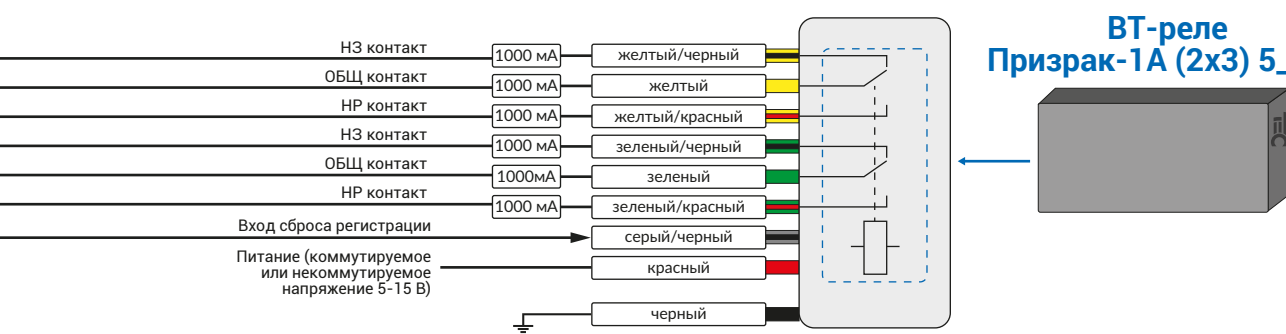 BT-реле
Призрак-1А (2х3) 5_
НЗ контакт
1000 мА
желтый/черный
ОБЩ контакт
1000 мА
желтый
НР контакт
1000 мА
желтый/красный
НЗ контакт
1000 мА
зеленый/черный
ОБЩ контакт
1000мА
зеленый
НР контакт
1000 мА
зеленый/красный
Вход сброса регистрации
серый/черный
Питание (коммутируемое
или некоммутируемое
напряжение 5-15 В)
красный
черный